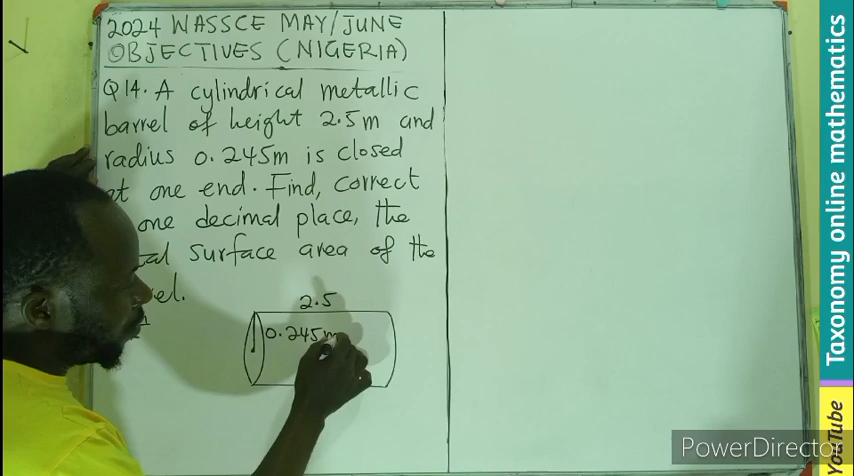 2024 WASSCE MAY/JUNE
OBJECTIVES (NIGERIA)
Q14. A cylindrical metallic
barrel of height 2.5m and
radius 0.245m is closed
at one end. Find, correct
one decimal place, the
surface area of the
2.5
0.245m
Taxonomy online mathematics
YouTube
PowerDirector